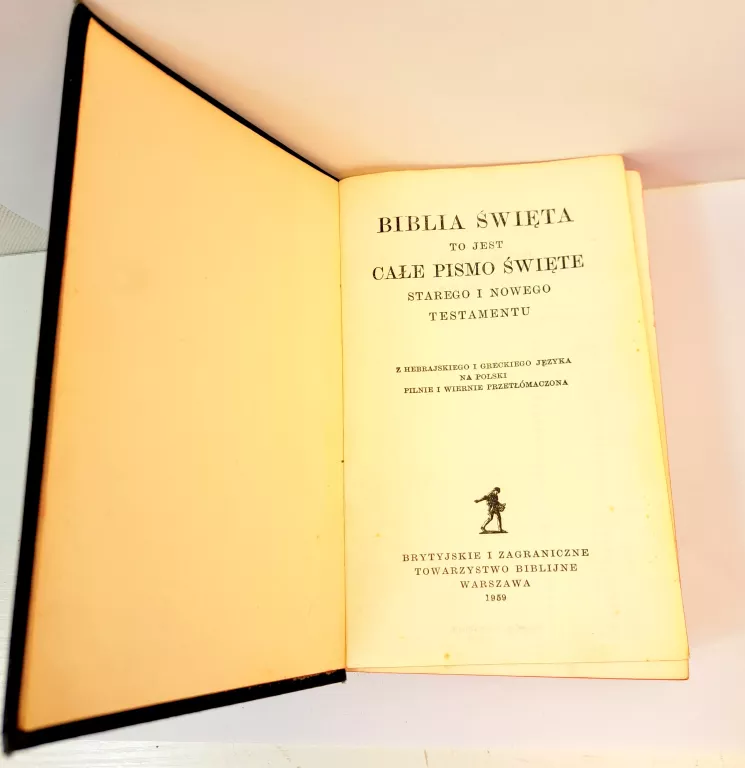 BIBLIA ŚWIĘTA
TO JEST
CAŁE PISMO ŚWIĘTE
STAREGO I NOWEGO
TESTAMENTU
Z HEBRAJSKIEGO I GRECKIEGO JĘZYKA
NA POLSKI
PILNIE I WIERNIE PRZETŁÓMACZONA
BRYTYJSKIE I ZAGRANICZNE
TOWARZYSTWO BIBLIJNE
WARSZAWA
1959